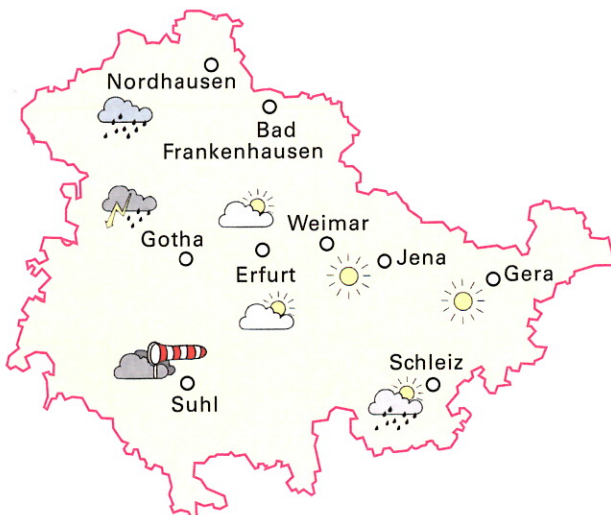 Nordhausen
Bad
Frankenhausen
Weimar
Gotha
Erfurt
Jena
Gera
Schleiz
Suhl